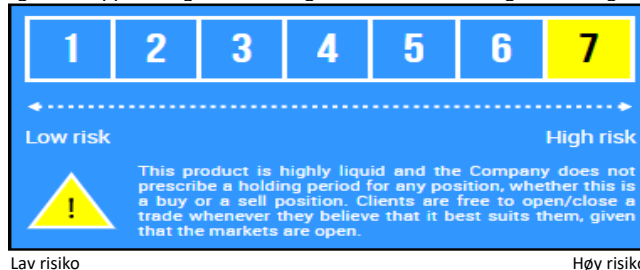 1 2 3 4 5 6 7
Low risk High risk
! This product is highly liquid and the Company does not
prescribe a holding period for any position, whether this is
a buy or a sell position. Clients are free to open/close a
trade whenever they believe that it best suits them, given
that the markets are open.
Lav risiko Høy risiko